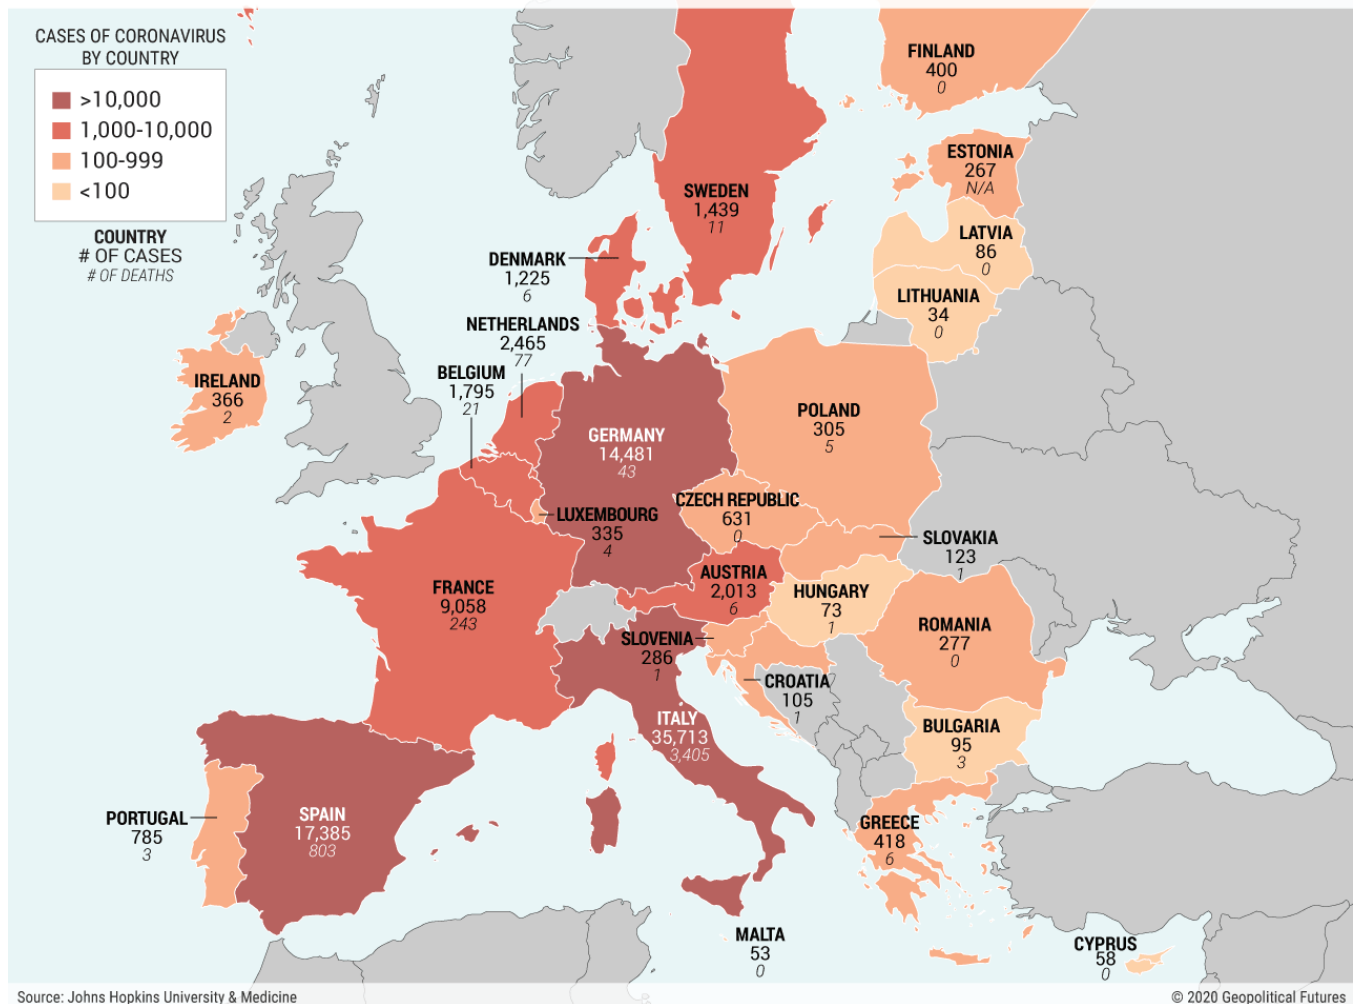 CASES OF CORONAVIRUS
BY COUNTRY
>10,000
1,000-10,000
100-999
<100
COUNTRY
# OF CASES
# OF DEATHS
FINLAND
400
0
ESTONIA
267
N/A
SWEDEN
1,439
11
LATVIA
86
0
DENMARK
1,225
6
LITHUANIA
34
0
NETHERLANDS
2,465
77
BELGIUM
1,795
21
IRELAND
366
2
POLAND
305
5
GERMANY
14,481
43
CZECH REPUBLIC
631
0
LUXEMBOURG
335
4
SLOVAKIA
123
1
AUSTRIA
2,013
6
FRANCE
9,058
243
HUNGARY
73
1
ROMANIA
277
0
SLOVENIA
286
1
CROATIA
105
1
ITALY
35,713
3,405
BULGARIA
95
3
PORTUGAL
785
3
SPAIN
17,385
803
GREECE
418
6
MALTA
53
0
CYPRUS
58
0
Source: Johns Hopkins University & Medicine
© 2020 Geopolitical Futures